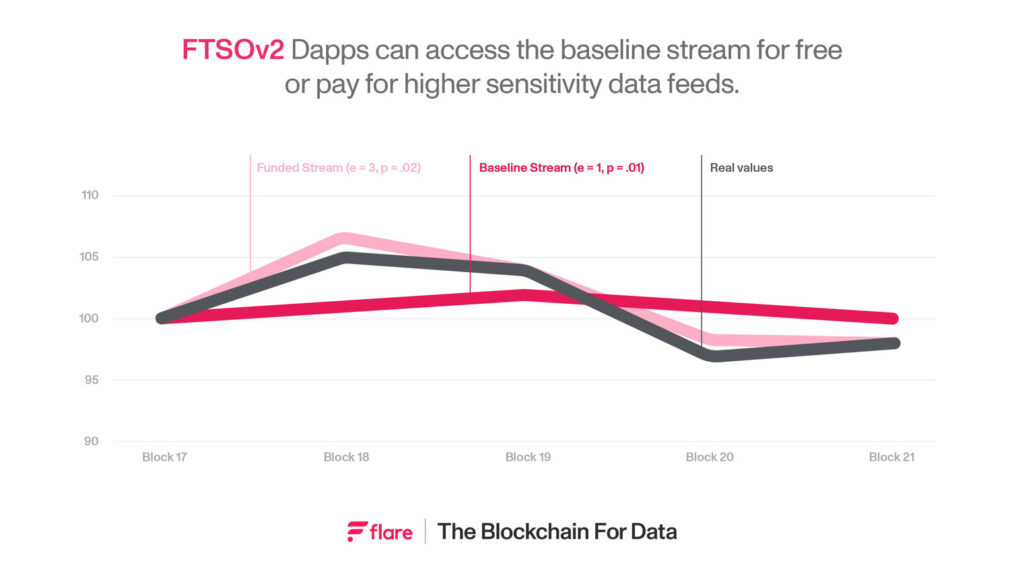 FTSOv2 Dapps can access the baseline stream for free
or pay for higher sensitivity data feeds.
Funded Stream (e = 3, p = .02)
Baseline Stream (e = 1, p = .01)
Real values
110
105
100
95
90
Block 17
Block 18
Block 19
Block 20
Block 21
flare
The Blockchain For Data